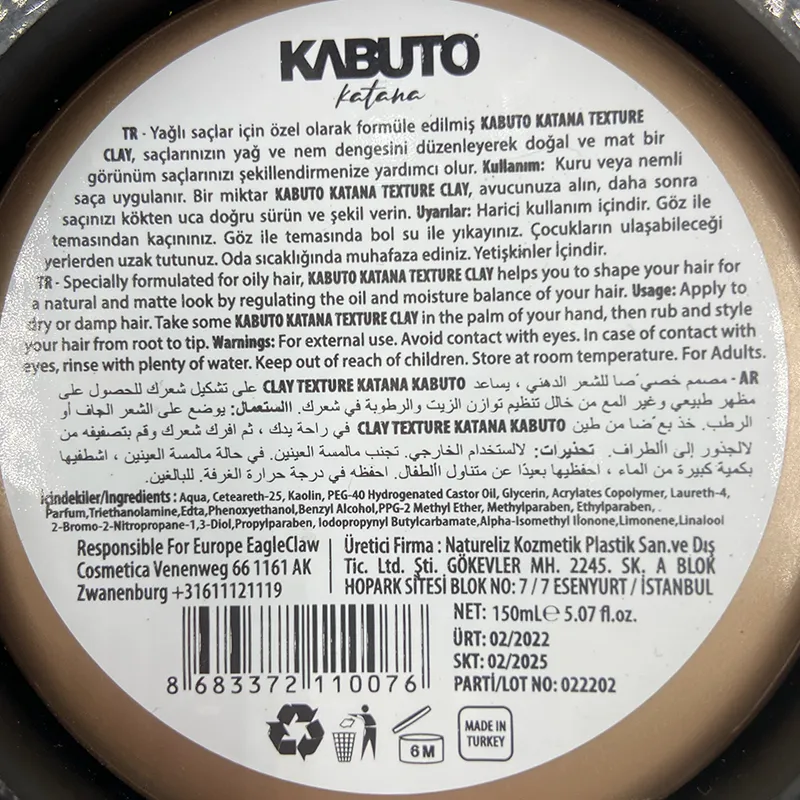 KABUTO
katana
TR - Yağlı saçlar için özel olarak formüle edilmiş KABUTO KATANA TEXTURE
CLAY, saçlarınızın yağ ve nem dengesini düzenleyerek doğal ve mat bir
görünüm saçlarınızı şekillendirmenize yardımcı olur. Kullanım: Kuru veya nemli
saça uygulanır. Bir miktar KABUTO KATANA TEXTURE CLAY, avucunuza alın, daha sonra
saçınızı kökten uca doğru sürün ve şekil verin. Uyarılar: Harici kullanım içindir. Göz ile
temasından kaçınınız. Göz ile temasında bol su ile yıkayınız. Çocukların ulaşabileceği
yerlerden uzak tutunuz. Oda sıcaklığında muhafaza ediniz. Yetişkinler İçindir.
TR - Specially formulated for oily hair, KABUTO KATANA TEXTURE CLAY helps you to shape your hair for
a natural and matte look by regulating the oil and moisture balance of your hair. Usage: Apply to
dry or damp hair. Take some KABUTO KATANA TEXTURE CLAY in the palm of your hand, then rub and style
your hair from root to tip. Warnings: For external use. Avoid contact with eyes. In case of contact with
eyes, rinse with plenty of water. Keep out of reach of children. Store at room temperature. For Adults.
AR - مصمم خصي ًصا للشعر الدهني ، يساعد CLAY TEXTURE KATANA KABUTO على تشكيل شعرك للحصول على
مظهر طبيعي وغير المع من خالل تنظيم توازن الزيت والرطوبة في شعرك. االستعمال: يوضع على الشعر الجاف أو
الرطب. خذ بع ًضا من طين CLAY TEXTURE KATANA KABUTO في راحة يدك ، ثم افرك شعرك وقم بتصفيفه من
لالجذور إلى األطراف. تحذيرات: لالستخدام الخارجي. تجنب مالمسة العينين. في حالة مالمسة العينين ، اشطفيها
بكمية كبيرة من الماء ، احفظيها بعيدًا عن متناول األطفال. احفظه في درجة حرارة الغرفة. للبالغين.
İçindekiler/Ingredients : Aqua, Ceteareth-25, Kaolin, PEG-40 Hydrogenated Castor Oil, Glycerin, Acrylates Copolymer, Laureth-4,
Parfum,Triethanolamine,Edta,Phenoxyethanol,Benzyl Alcohol,PPG-2 Methyl Ether, Methylparaben, Ethylparaben, .
2-Bromo-2-Nitropropane-1,3-Diol,Propylparaben, Iodopropynyl Butylcarbamate,Alpha-Isomethyl Ilonone,Limonene,Linalool
Responsible For Europe EagleClaw
Cosmetica Venenweg 66 1161 AK
Zwanenburg +31611121119
Üretici Firma : Natureliz Kozmetik Plastik San.ve Dış
Tic. Ltd. Şti. GÖKEVLER MH. 2245. SK. A BLOK
HOPARK SİTESİ BLOK NO: 7 / 7 ESENYURT / İSTANBUL
NET: 150mL℮ 5.07 fl.oz.
ÜRT: 02/2022
SKT: 02/2025
PARTİ/LOT NO: 022202
8 683372 110076
6 M
MADE IN
TURKEY